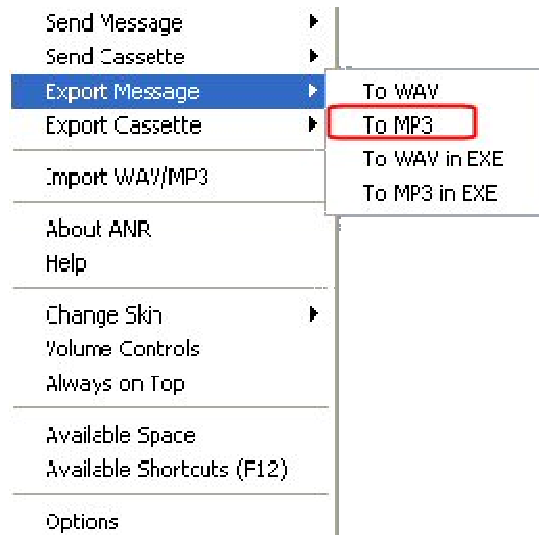 Send Message
Send Cassette
Export Message
To WAV
Export Cassette
To MP3
To WAV in EXE
To MP3 in EXE
Import WAV/MP3
About ANR
Help
Change Skin
Volume Controls
Always on Top
Available Space
Available Shortcuts (F12)
Options